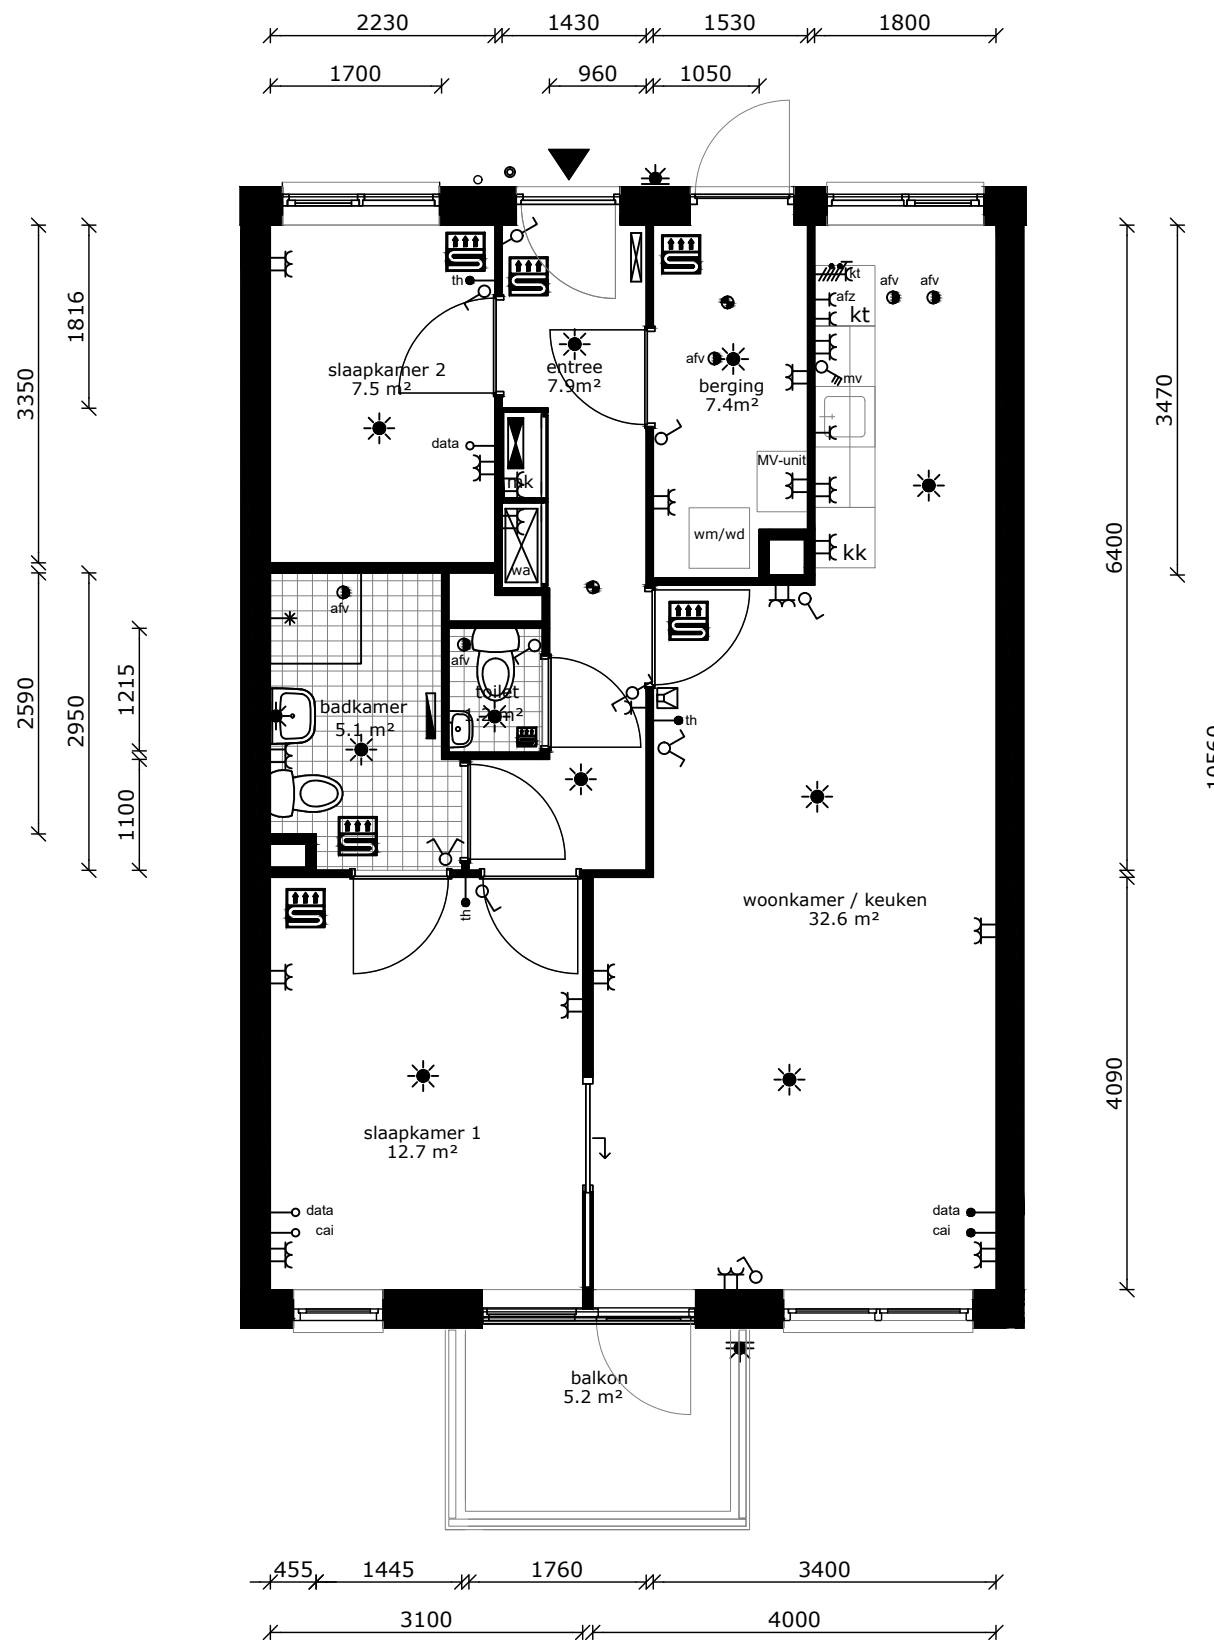 2230 1430 1530 1800
1700 960 1050
th
kt
afv afv
afz
kt
slaapkamer 2
7.5 m²
entree
7.9m²
afv
berging
7.4m²
mv
data
MV-unit
mk
wm/wd
kk
wa
afv
afv
toilet
badkamer
5.1 m²
th
th
woonkamer / keuken
32.6 m²
slaapkamer 1
12.7 m²
data
cai
data
cai
balkon
5.2 m²
3350
1816
2590
2950
1215
1100
6400
3470
4090
10560
455 1445 1760 3400
3100 4000